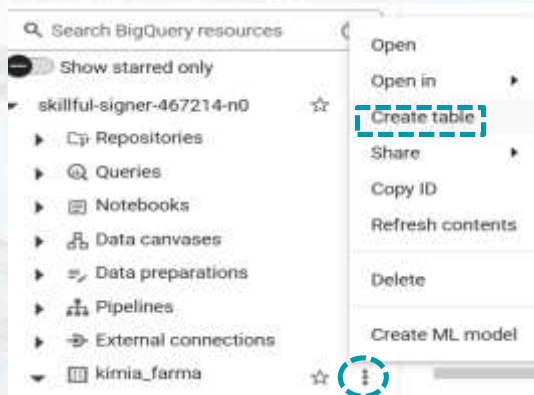 Search BigQuery resources
Show starred only
skillful-signer-467214-n0
Repositories
Queries
Notebooks
Data canvases
Data preparations
Pipelines
External connections
kimia_farma
Open
Open in
Create table
Share
Copy ID
Refresh contents
Delete
Create ML model